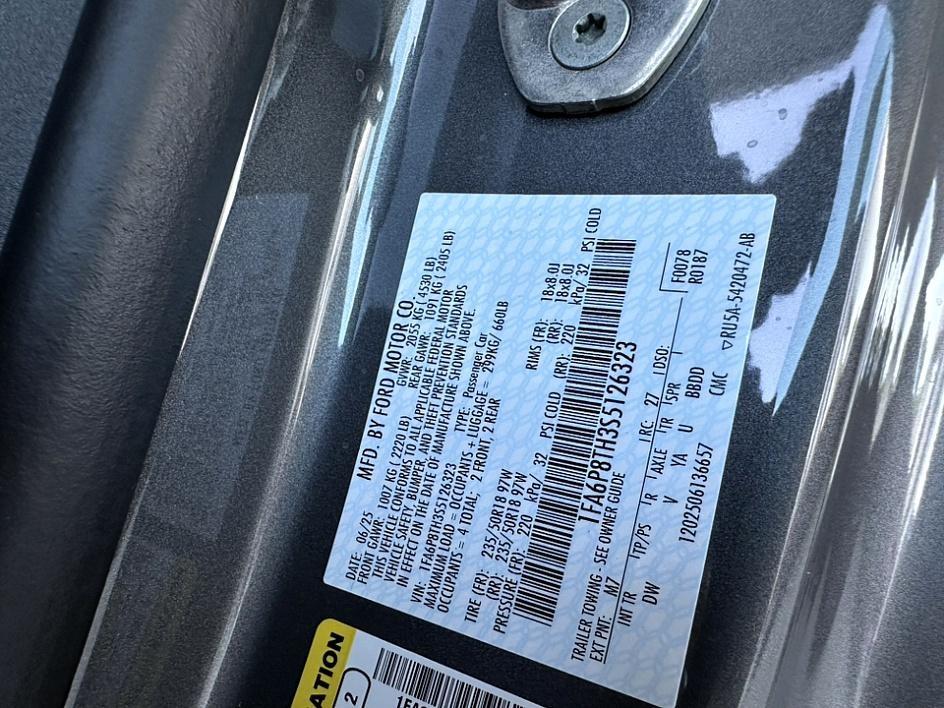 MFD. BY FORD MOTOR CO.
DATE: 06/25 GVWR: 2055 KG ( 4530 LB)
FRONT GAWR: 1007 KG ( 2220 LB) REAR GAWR: 1091 KG ( 2405 LB)
THIS VEHICLE CONFORMS TO ALL APPLICABLE FEDERAL MOTOR
VEHICLE SAFETY, BUMPER, AND THEFT PREVENTION STANDARDS
IN EFFECT ON THE DATE OF MANUFACTURE SHOWN ABOVE.
VIN: 1FA6P8TH3S5126323 TYPE: Passenger Car
MAXIMUM LOAD = OCCUPANTS + LUGGAGE = 299KG/ 660LB
OCCUPANTS = 4 TOTAL; 2 FRONT, 2 REAR
TIRE (FR): 235/50R18 97W RIMS (FR): 18x8.0J
(RR): 235/50R18 97W (RR): 18x8.0J
PRESSURE (FR): 220 kPa/ 32 PSI COLD (RR): 220 kPa/ 32 PSI COLD
1FA6P8TH3S5126323
TRAILER TOWING - SEE OWNER GUIDE
EXT PNT: M7 RC: 27 DSO: F0078
INT TR TP/PS R AXLE TR SPR R0187
DW V YA U BBDD
1202506136657 CMC ▽RU5A-5420472-AB
ATION
2